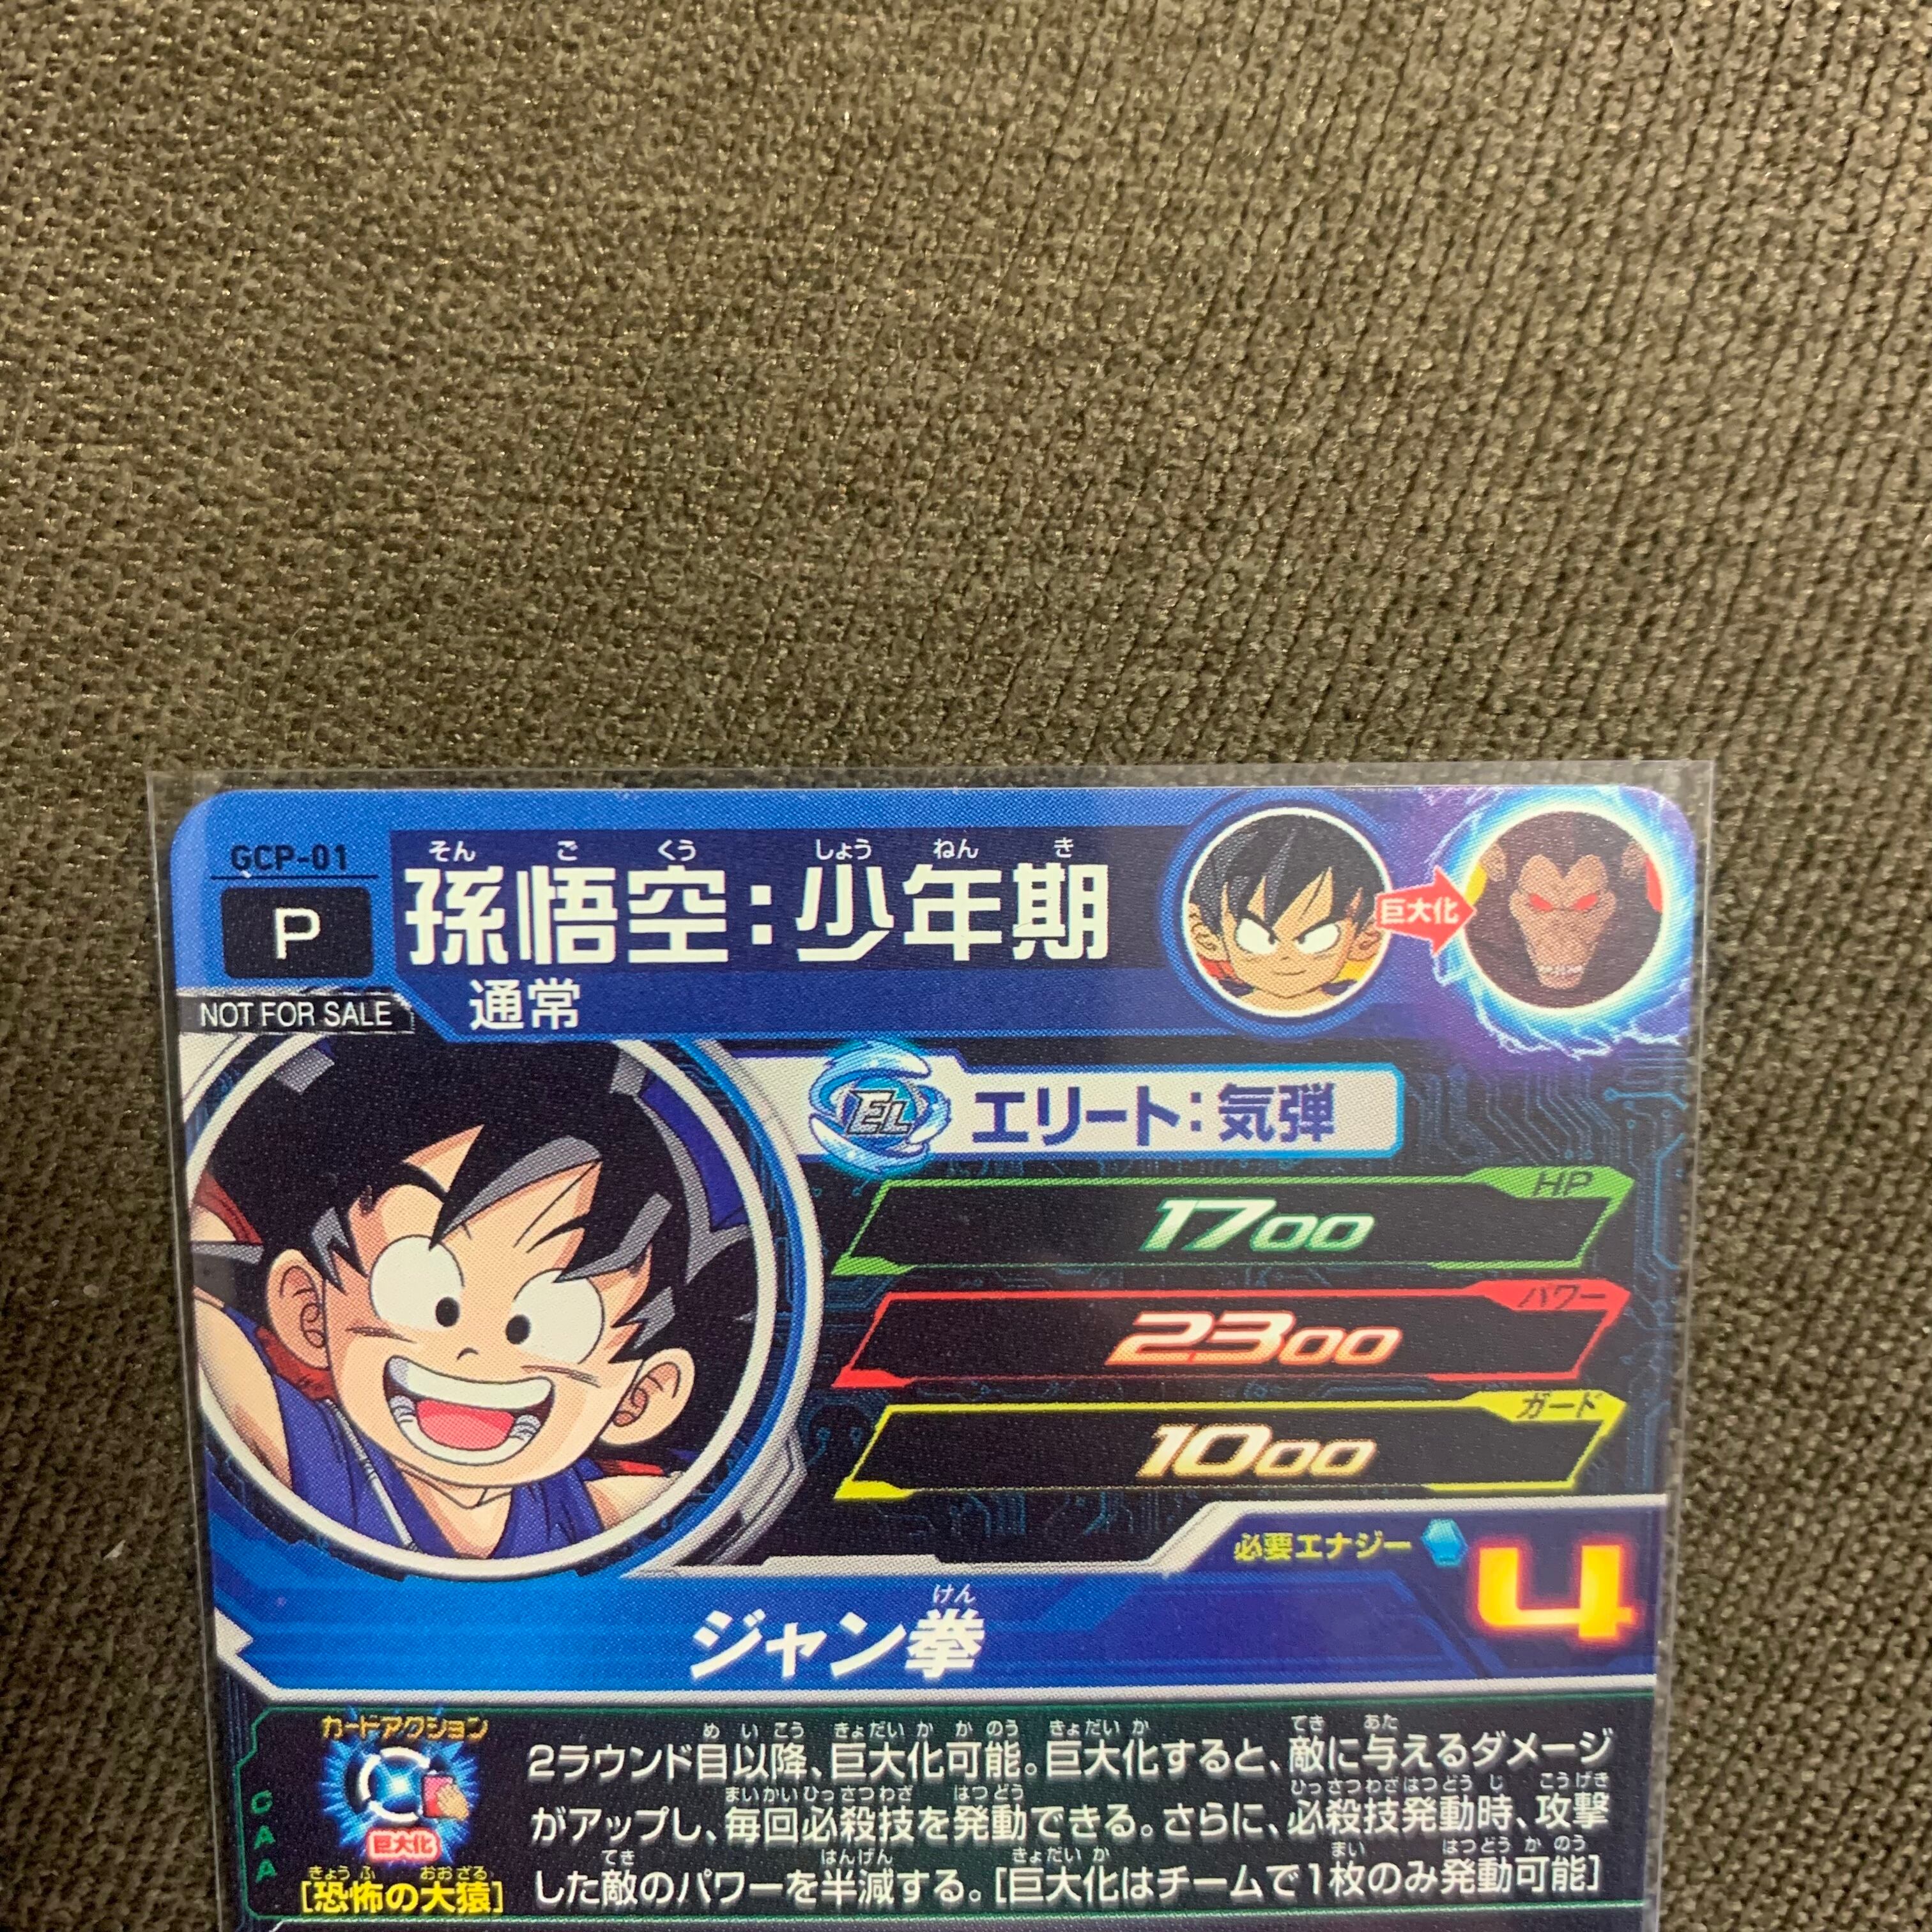 GCP-01
P
NOT FOR SALE
そん ご くう しょう ねん き
孫悟空:少年期
通常
巨大化
EL エリート:気弾
HP
1700
パワー
2300
ガード
1000
必要エナジー 4
けん
ジャン拳
カードアクション
巨大化
きょう ふ おおざる
[恐怖の大猿]
CAA
め い こう きょだい か か のう きょだい か てき あた
2ラウンド目以降、巨大化可能。巨大化すると、敵に与えるダメージ
まいかいひっさつわざ はつどう ひっさつわざはつどう じ こうげき
がアップし、毎回必殺技を発動できる。さらに、必殺技発動時、攻撃
てき はんげん きょだい か まい はつどう か のう
した敵のパワーを半減する。[巨大化はチームで1枚のみ発動可能]